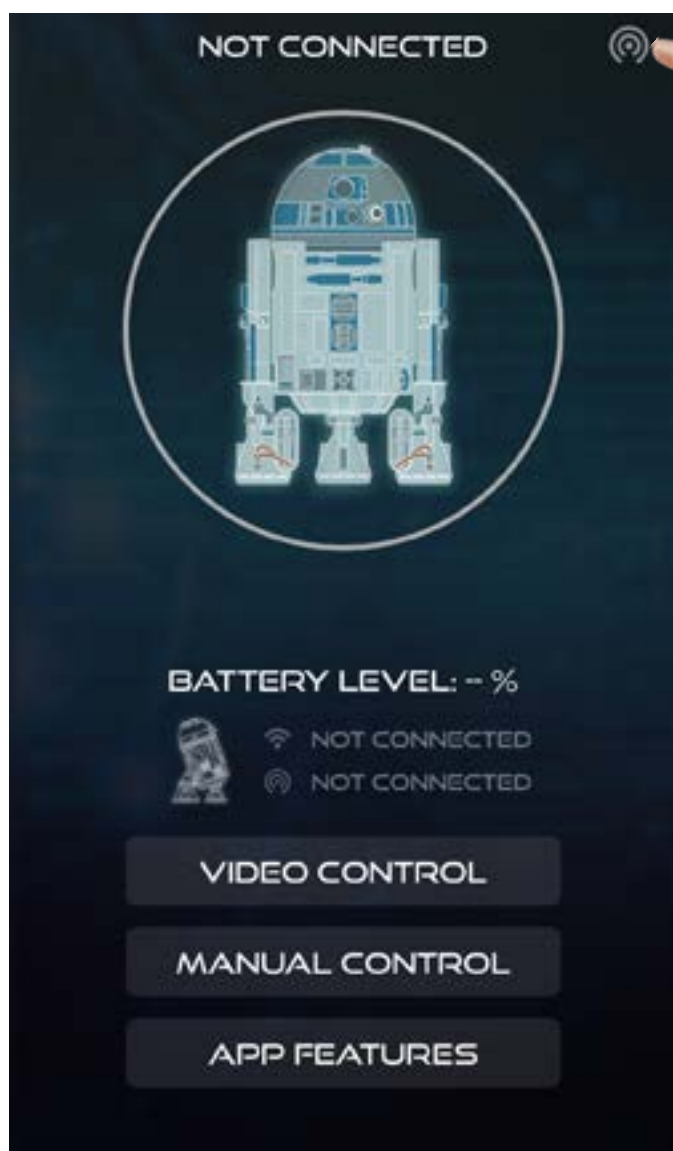 NOT CONNECTED
BATTERY LEVEL: -- %
NOT CONNECTED
NOT CONNECTED
VIDEO CONTROL
MANUAL CONTROL
APP FEATURES